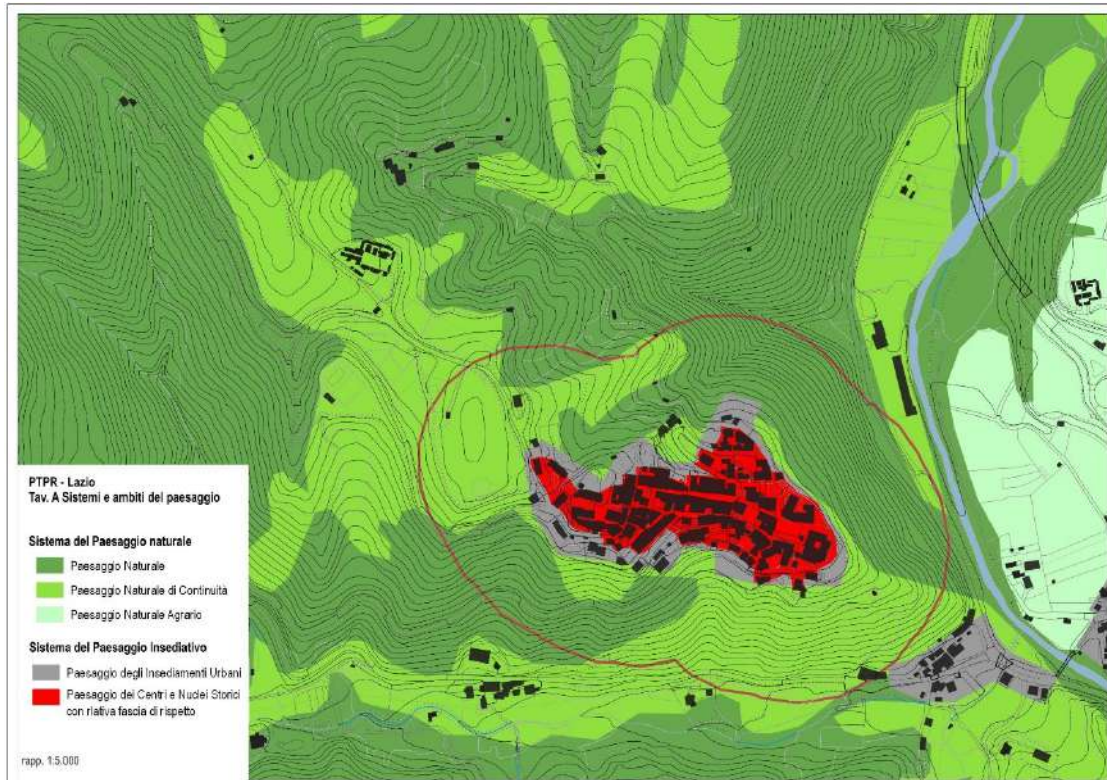 PTPR - Lazio
Tav. A Sistemi e ambiti del paesaggio
Sistema del Paesaggio naturale
Paesaggio Naturale
Paesaggio Naturale di Continuità
Paesaggio Naturale Agrario
Sistema del Paesaggio Insediativo
Paesaggio degli Insediamenti Urbani
Paesaggio dei Centri e Nuclei Storici
con rlativa fascia di rispetto
rapp. 1:5.000